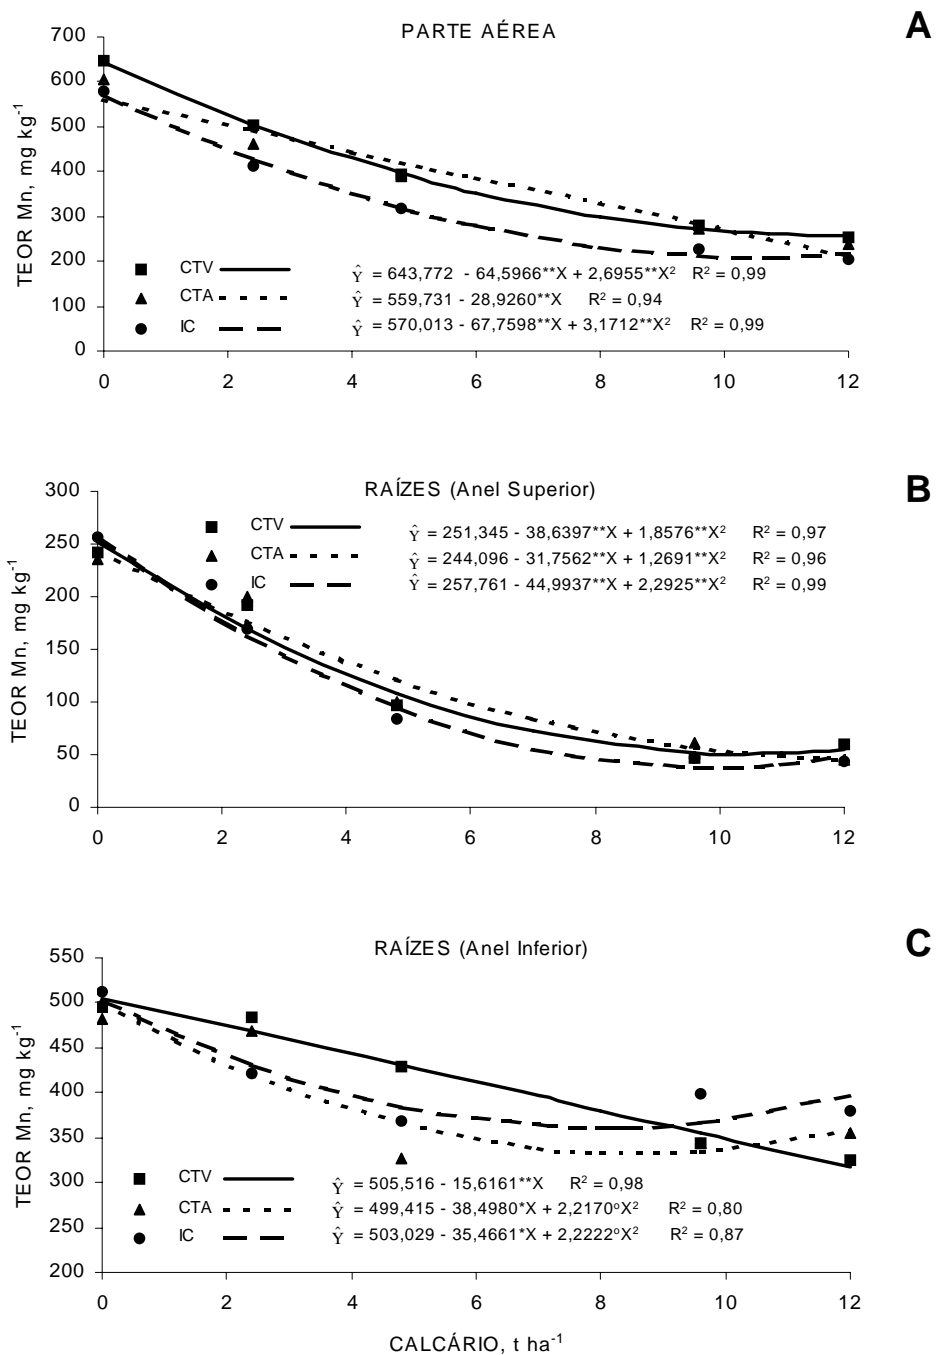 PARTE AÉREA
A
TEOR Mn, mg kg⁻¹
700
600
500
400
300
200
100
0
CTV Ŷ = 643,772 - 64,5966**X + 2,6955**X² R² = 0,99
CTA Ŷ = 559,731 - 28,9260**X R² = 0,94
IC Ŷ = 570,013 - 67,7598**X + 3,1712**X² R² = 0,99
0 2 4 6 8 10 12
RAÍZES (Anel Superior)
B
TEOR Mn, mg kg⁻¹
300
250
200
150
100
50
0
CTV Ŷ = 251,345 - 38,6397**X + 1,8576**X² R² = 0,97
CTA Ŷ = 244,096 - 31,7562**X + 1,2691**X² R² = 0,96
IC Ŷ = 257,761 - 44,9937**X + 2,2925**X² R² = 0,99
0 2 4 6 8 10 12
RAÍZES (Anel Inferior)
C
TEOR Mn, mg kg⁻¹
550
500
450
400
350
300
250
200
CTV Ŷ = 505,516 - 15,6161**X R² = 0,98
CTA Ŷ = 499,415 - 38,4980*X + 2,2170ºX² R² = 0,80
IC Ŷ = 503,029 - 35,4661*X + 2,2222ºX² R² = 0,87
0 2 4 6 8 10 12
CALCÁRIO, t ha⁻¹